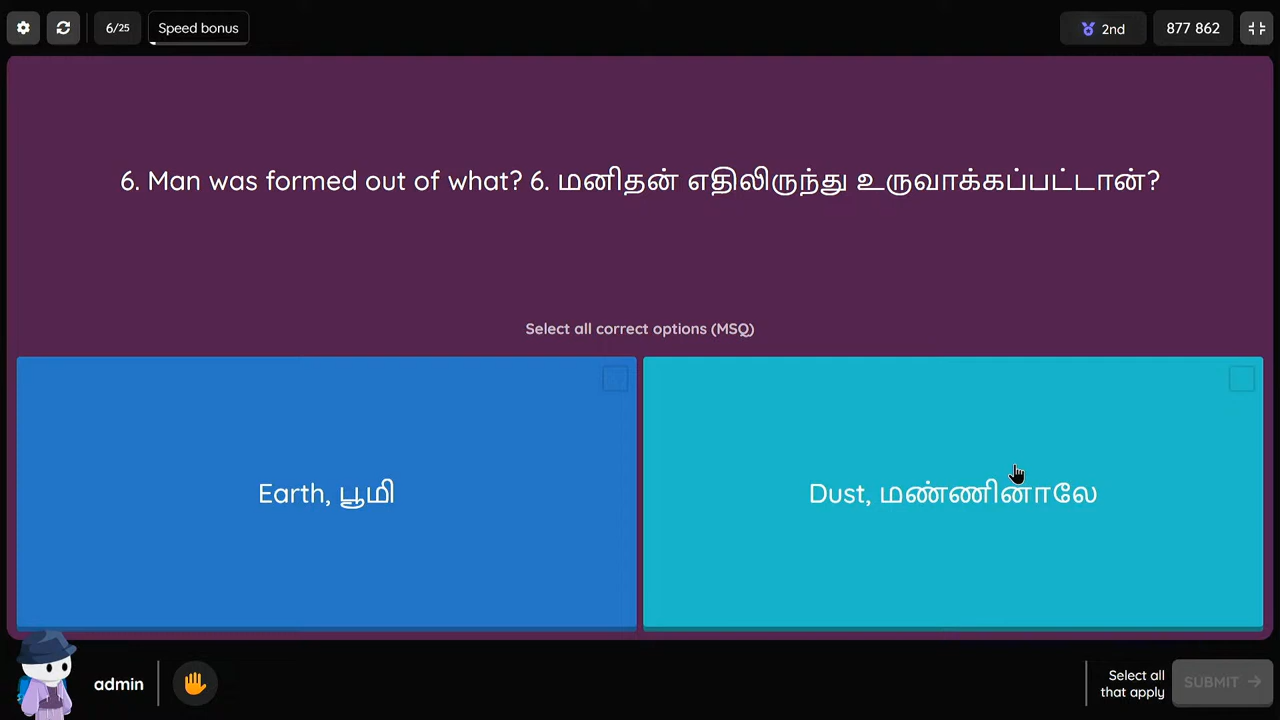 6/25
Speed bonus
2nd
877 862
6. Man was formed out of what? 6. மனிதன் எதிலிருந்து உருவாக்கப்பட்டான்?
Select all correct options (MSQ)
Earth, பூமி
Dust, மண்ணினாலே
admin
Select all
that apply
SUBMIT